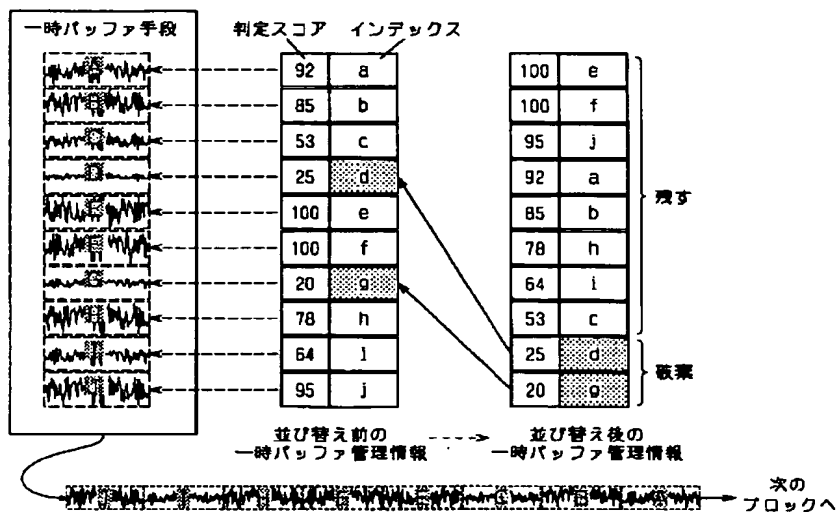 一時バッファ手段
判定スコア インデックス
92 a
85 b
53 c
25 d
100 e
100 f
20 g
78 h
64 i
95 j
並び替え前の
一時バッファ管理情報
100 e
100 f
95 j
92 a
85 b
78 h
64 i
53 c
25 d
20 g
残す
破棄
並び替え後の
一時バッファ管理情報
次の
ブロックへ